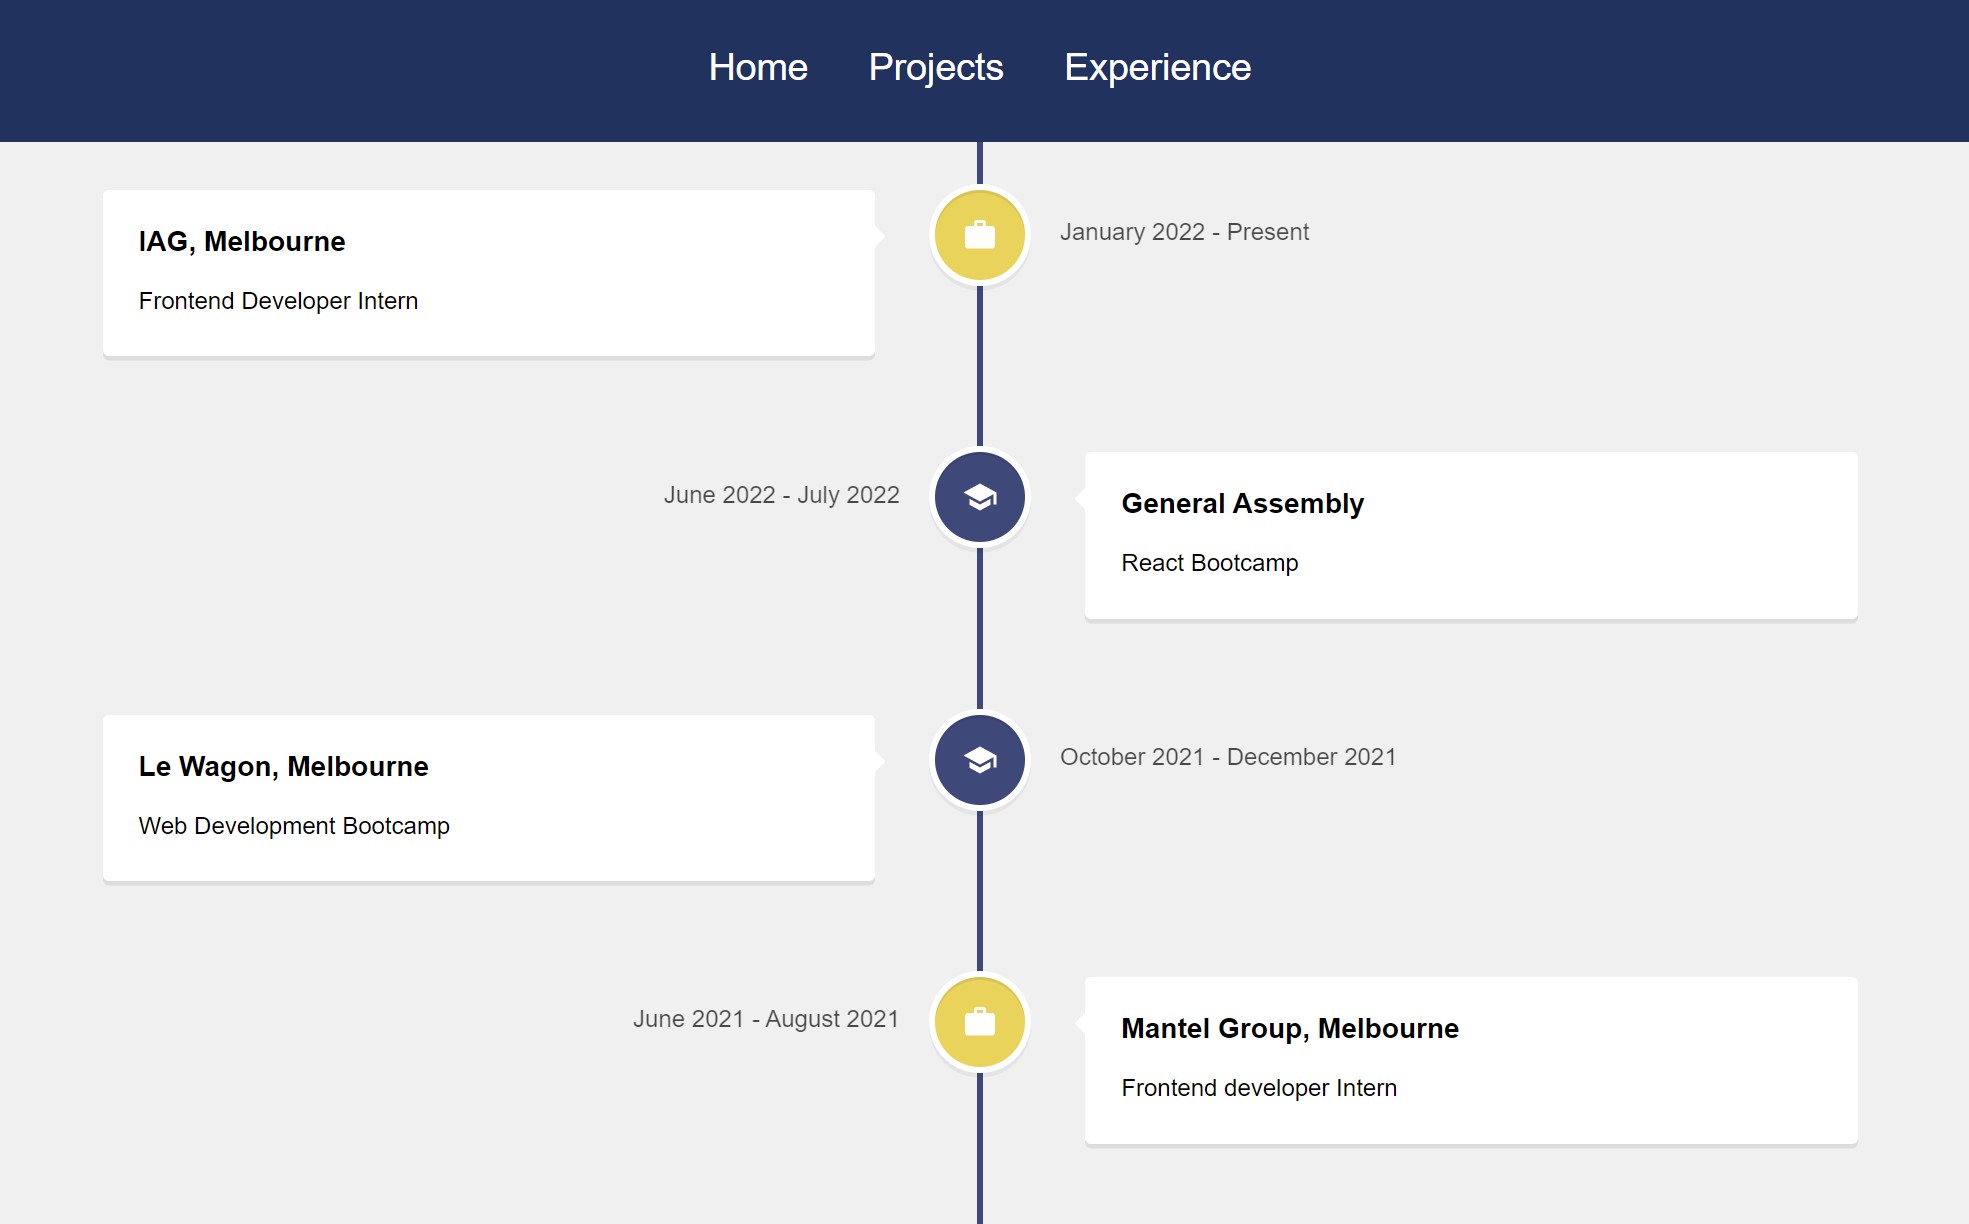 Home Projects Experience
IAG, Melbourne
Frontend Developer Intern
January 2022 - Present
June 2022 - July 2022
General Assembly
React Bootcamp
Le Wagon, Melbourne
Web Development Bootcamp
October 2021 - December 2021
June 2021 - August 2021
Mantel Group, Melbourne
Frontend developer Intern